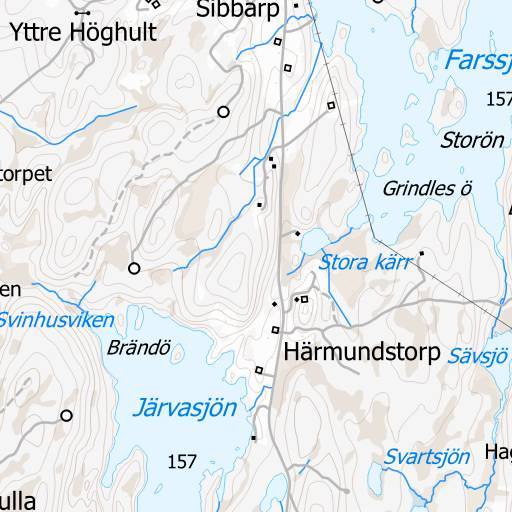 Sibbarp
Yttre Höghult
Farssj
157
Storön
torpet
Grindles ö
Stora kärr
en
Svinhusviken
Brändö
Härmundstorp
Sävsjö
Järvasjön
157
Svartsjön
Hag
ulla